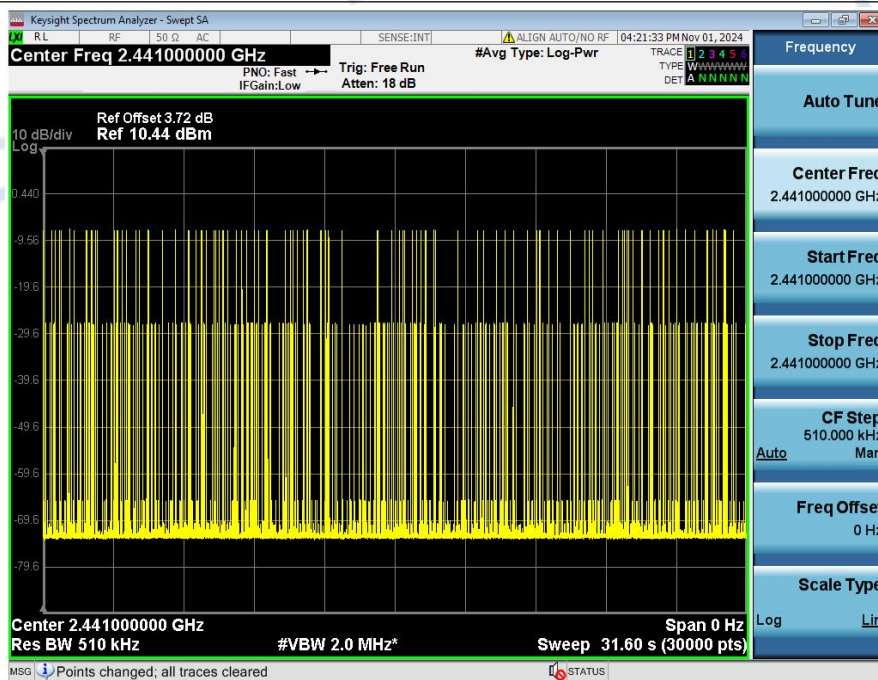 Keysight Spectrum Analyzer - Swept SA
LXI RL RF 50 Ω AC SENSE:INT ALIGN AUTO/NO RF 04:21:33 PM Nov 01, 2024
Center Freq 2.441000000 GHz #Avg Type: Log-Pwr TRACE 1 2 3 4 5 6
PNO: Fast Trig: Free Run TYPE WWWWWW
IFGain:Low Atten: 18 dB DET A N N N N N
Ref Offset 3.72 dB
10 dB/div Ref 10.44 dBm
Log
0.440
-9.56
-19.6
-29.6
-39.6
-49.6
-59.6
-69.6
-79.6
Center 2.441000000 GHz Span 0 Hz
Res BW 510 kHz #VBW 2.0 MHz* Sweep 31.60 s (30000 pts)
MSG Points changed; all traces cleared STATUS
Frequency
Auto Tune
Center Freq
2.441000000 GHz
Start Freq
2.441000000 GHz
Stop Freq
2.441000000 GHz
CF Step
510.000 kHz
Auto Man
Freq Offset
0 Hz
Scale Type
Log Lin